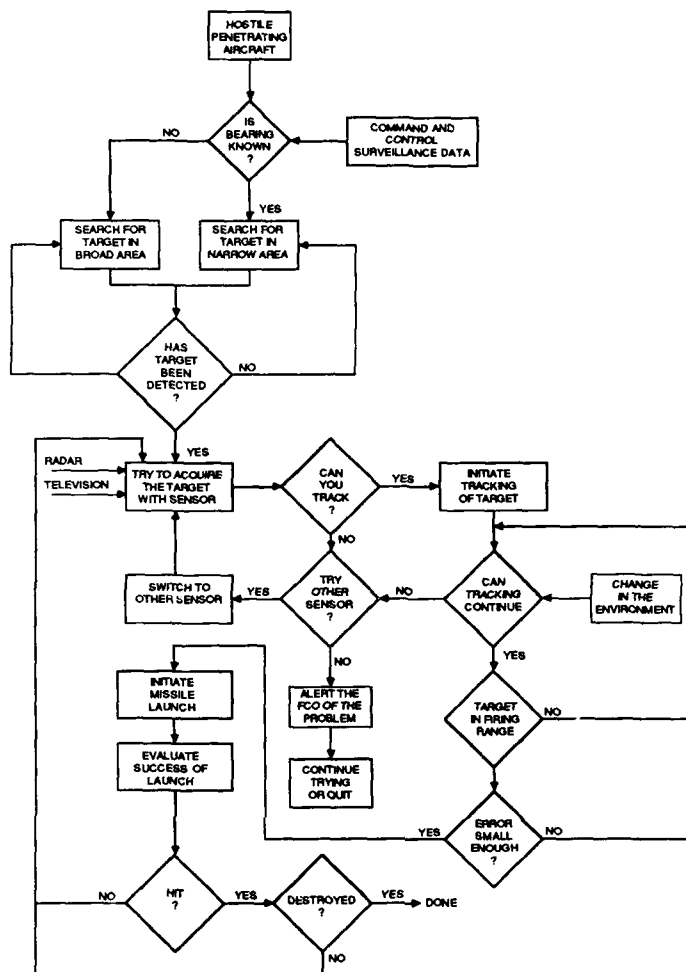 HOSTILE
PENETRATING
AIRCRAFT
IS
BEARING
KNOWN
?
NO
COMMAND AND
CONTROL
SURVEILLANCE DATA
YES
SEARCH FOR
TARGET IN
BROAD AREA
SEARCH FOR
TARGET IN
NARROW AREA
HAS
TARGET
BEEN
DETECTED
?
NO
YES
RADAR
TELEVISION
TRY TO ACQUIRE
THE TARGET
WITH SENSOR
CAN
YOU
TRACK
?
YES
INITIATE
TRACKING
OF TARGET
NO
SWITCH TO
OTHER SENSOR
YES
TRY
OTHER
SENSOR
?
NO
CAN
TRACKING
CONTINUE
CHANGE
IN THE
ENVIRONMENT
NO
YES
INITIATE
MISSILE
LAUNCH
ALERT THE
FCO OF THE
PROBLEM
TARGET
IN FIRING
RANGE
NO
EVALUATE
SUCCESS OF
LAUNCH
CONTINUE
TRYING
OR QUIT
YES
ERROR
SMALL
ENOUGH
?
NO
NO
HIT
?
YES
DESTROYED
?
YES
DONE
NO